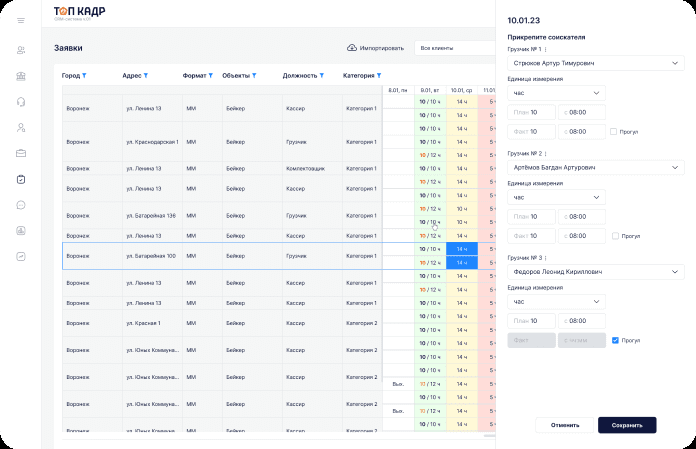 ТОП КАДР
Заявки
Импортировать
Все клиенты
Город Адрес Формат Объекты Должность Категория
8.01, пн 9.01, вт 10.01, ср 11.01
Воронеж ул. Ленина 13 ММ Бейкер Кассир Категория 1
10 / 10 ч 14 ч 5 ч
10 / 10 ч 14 ч 5 ч
Воронеж ул. Краснодарская 1 ММ Бейкер Грузчик Категория 1
10 / 10 ч 14 ч 5 ч
10 / 10 ч 14 ч 5 ч
10 / 12 ч 14 ч 5 ч
Воронеж ул. Ленина 13 ММ Бейкер Комлектовщик Категория 1
10 / 10 ч 14 ч 5 ч
Воронеж ул. Ленина 13 ММ Бейкер Кассир Категория 1
10 / 12 ч 14 ч 5 ч
10 / 10 ч 14 ч 5 ч
Воронеж ул. Батарейная 136 ММ Бейкер Грузчик Категория 1
10 / 12 ч 10 ч 5 ч
10 / 10 ч 10 ч 5 ч
Воронеж ул. Ленина 13 ММ Бейкер Кассир Категория 1
10 / 12 ч 14 ч 5 ч
Воронеж ул. Батарейная 100 ММ Бейкер Грузчик Категория 1
10 / 10 ч 14 ч 5 ч
10 / 12 ч 14 ч 5 ч
Воронеж ул. Ленина 13 ММ Бейкер Кассир Категория 1
10 / 10 ч 14 ч 5 ч
10 / 12 ч 14 ч 5 ч
Воронеж ул. Ленина 13 ММ Бейкер Кассир Категория 1
10 / 10 ч 14 ч 5 ч
Воронеж ул. Красная 1 ММ Бейкер Грузчик Категория 2
10 / 10 ч 14 ч 5 ч
10 / 10 ч 14 ч 5 ч
Воронеж ул. Юных Коммуна... ММ Бейкер Кассир Категория 2
10 / 10 ч 14 ч 5 ч
10 / 10 ч 14 ч 5 ч
Воронеж ул. Юных Коммуна... ММ Бейкер Кассир Категория 2
10 / 10 ч 14 ч 5 ч
Вых. 10 / 12 ч 14 ч 5 ч
Воронеж ул. Юных Коммуна... ММ Бейкер Кассир Категория 2
10 / 10 ч 14 ч 5 ч
Вых. 10 / 12 ч 14 ч 5 ч
Воронеж ул. Юных Коммуна... ММ Бейкер Кассир Категория 2
10 / 10 ч 14 ч 5 ч
10.01.23
Прикрепите соискателя
Грузчик № 1
Стрюков Артур Тимурович
Единица измерения
час
План 10 с 08:00
Факт 10 с 08:00 Прогул
Грузчик № 2
Артёмов Багдан Артурович
Единица измерения
час
План 10 с 08:00
Факт 10 с 08:00 Прогул
Грузчик № 3
Федоров Леонид Кириллович
Единица измерения
час
План 10 с 08:00
Факт с чч:мм Прогул
Отменить Сохранить